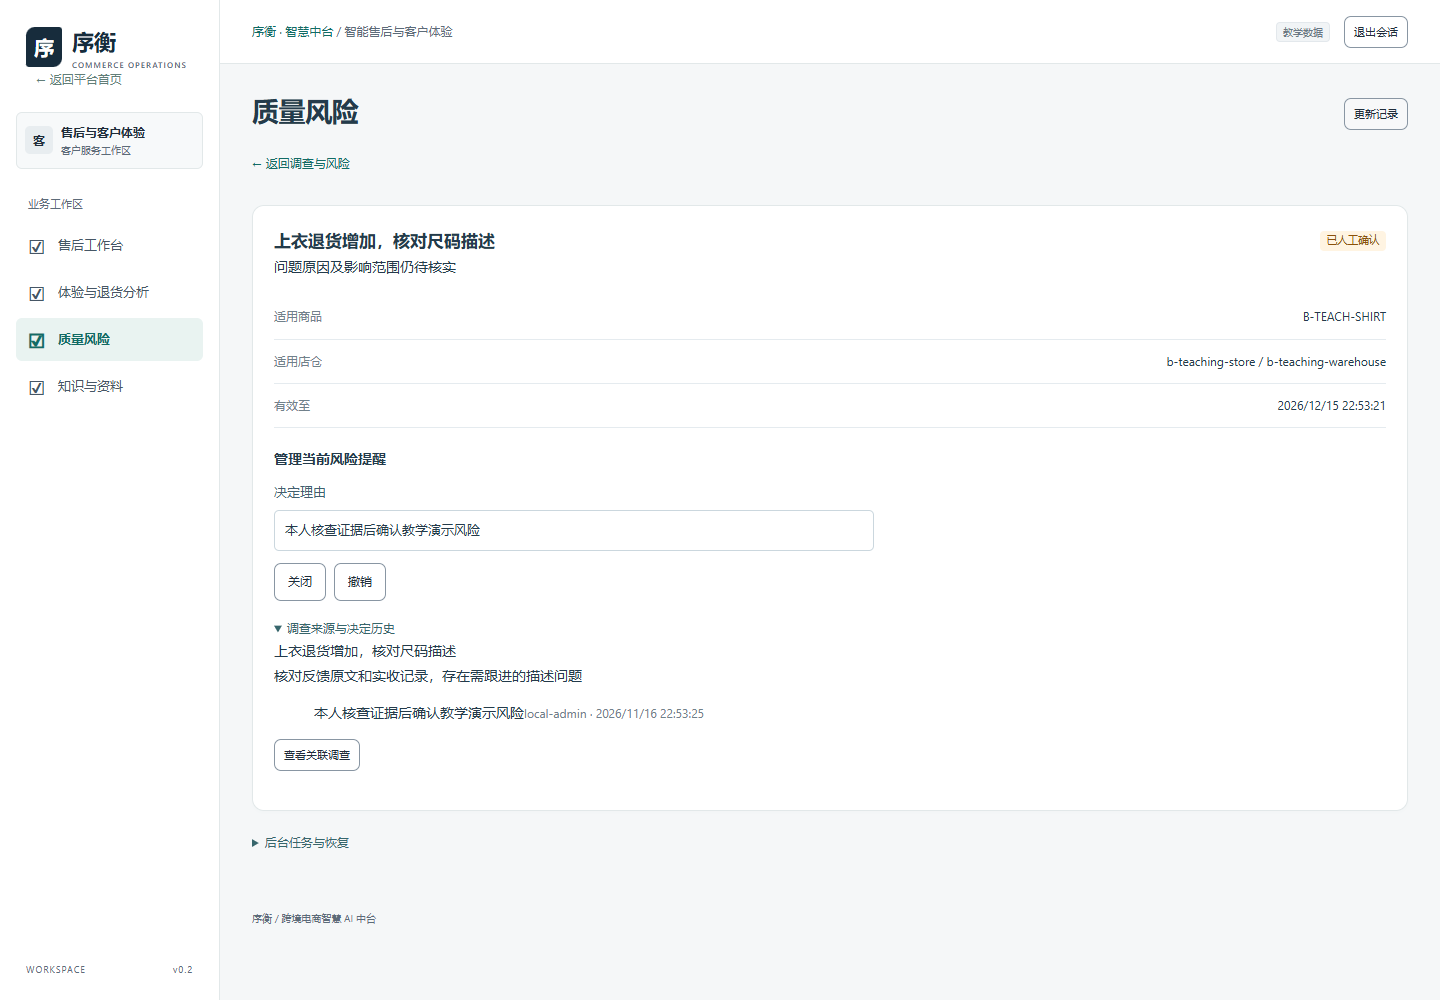 序 序衡
COMMERCE OPERATIONS
← 返回平台首页
客 售后与客户体验
客户服务工作区
业务工作区
售后工作台
体验与退货分析
质量风险
知识与资料
WORKSPACE v0.2
序衡 · 智慧中台 / 智能售后与客户体验
教学数据 退出会话
质量风险
更新记录
← 返回调查与风险
上衣退货增加，核对尺码描述
已人工确认
问题原因及影响范围仍待核实
适用商品 B-TEACH-SHIRT
适用店仓 b-teaching-store / b-teaching-warehouse
有效至 2026/12/15 22:53:21
管理当前风险提醒
决定理由
本人核查证据后确认教学演示风险
关闭 撤销
▼ 调查来源与决定历史
上衣退货增加，核对尺码描述
核对反馈原文和实收记录，存在需跟进的描述问题
本人核查证据后确认教学演示风险local-admin · 2026/11/16 22:53:25
查看关联调查
▶ 后台任务与恢复
序衡 / 跨境电商智慧 AI 中台